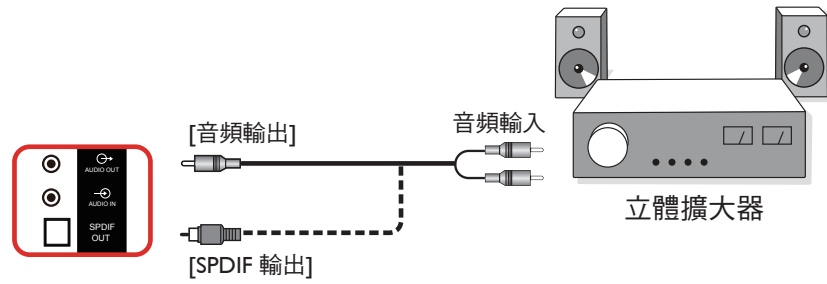 [音頻輸出]
音頻輸入
AUDIO OUT
AUDIO IN
SPDIF
OUT
[SPDIF 輸出]
立體擴大器